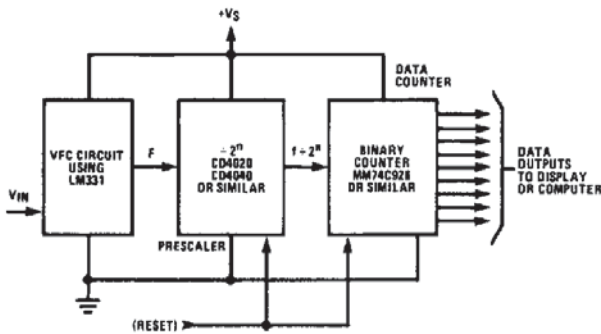 +VS
DATA
COUNTER
VFC CIRCUIT
USING
LM331
F
÷ 2ⁿ
CD4020
CD4040
OR SIMILAR
f ÷ 2ⁿ
BINARY
COUNTER
MM74C926
OR SIMILAR
DATA
OUTPUTS
TO DISPLAY
OR COMPUTER
VIN
PRESCALER
(RESET)